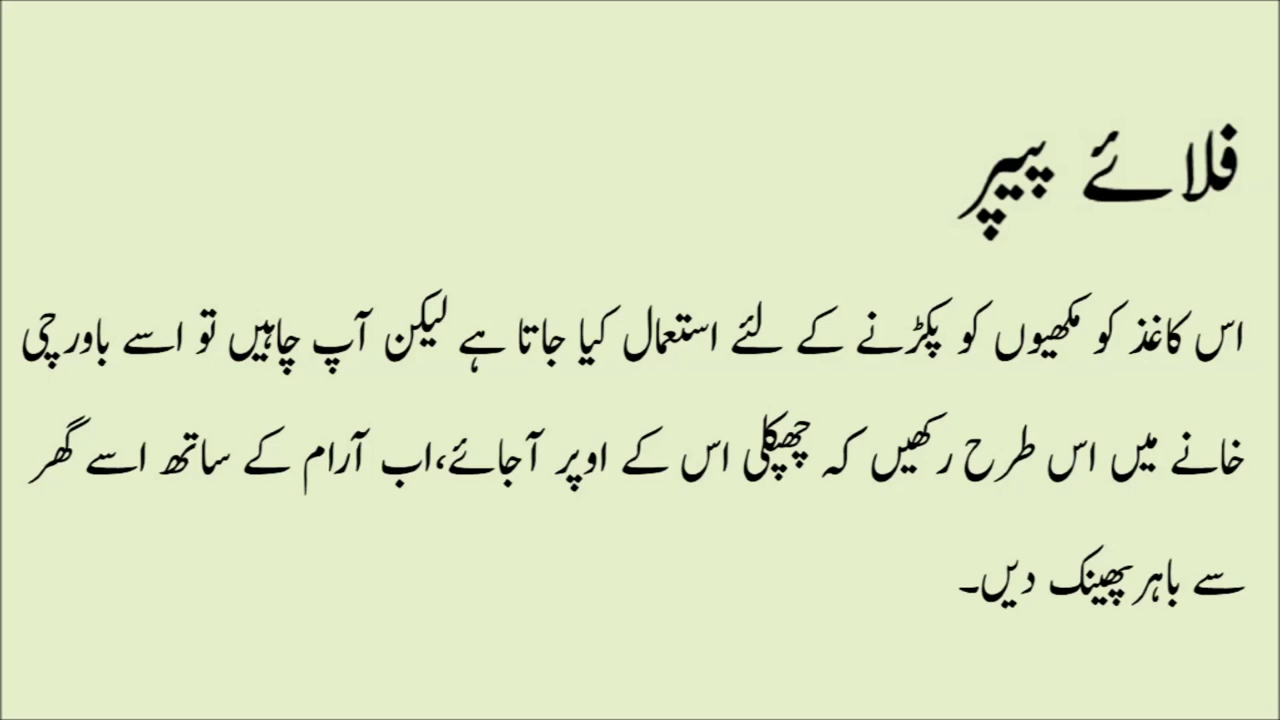 فلائے پیپر
اس کاغذ کو مکھیوں کو پکڑنے کے لئے استعمال کیا جاتا ہے لیکن آپ چاہیں تو اسے باورچی
خانے میں اس طرح رکھیں کہ چھپکلی اس کے اوپر آجائے،اب آرام کے ساتھ اسے گھر
سے باہر پھینک دیں۔